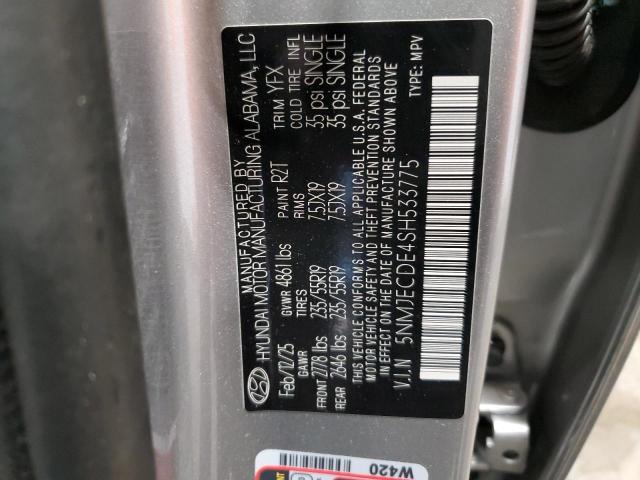 MANUFACTURED BY
HYUNDAI MOTOR MANUFACTURING ALABAMA, LLC
Feb/12/25 PAINT R2T TRIM YFX
GVWR 4861 lbs
GAWR TIRES RIMS COLD TIRE INFL
FRONT 2778 lbs 235/55R19 7.5JX19 35 psi SINGLE
REAR 2646 lbs 235/55R19 7.5JX19 35 psi SINGLE
THIS VEHICLE CONFORMS TO ALL APPLICABLE U.S.A. FEDERAL
MOTOR VEHICLE SAFETY AND THEFT PREVENTION STANDARDS
IN EFFECT ON THE DATE OF MANUFACTURE SHOWN ABOVE
V.I.N 5NMJECDE4SH533775 TYPE: MPV
W420